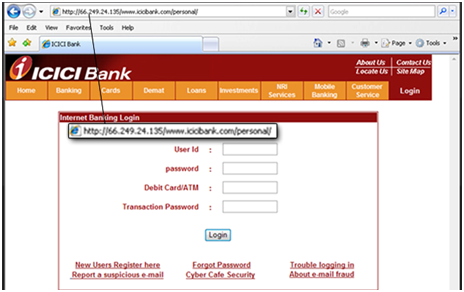 http://66.249.24.135/www.icicibank.com/personal/
Google
File Edit View Favorites Tools Help
ICICI Bank
Page Tools
ICICI Bank
About Us Contact Us
Locate Us Site Map
Home Banking Cards Demat Loans Investments NRI Services Mobile Banking Customer Service Login
Internet Banking Login
http://66.249.24.135/www.icicibank.com/personal/
User Id :
password :
Debit Card/ATM :
Transaction Password :
Login
New Users Register here Forgot Password Trouble logging in
Report a suspicious e-mail Cyber Cafe Security About e-mail fraud